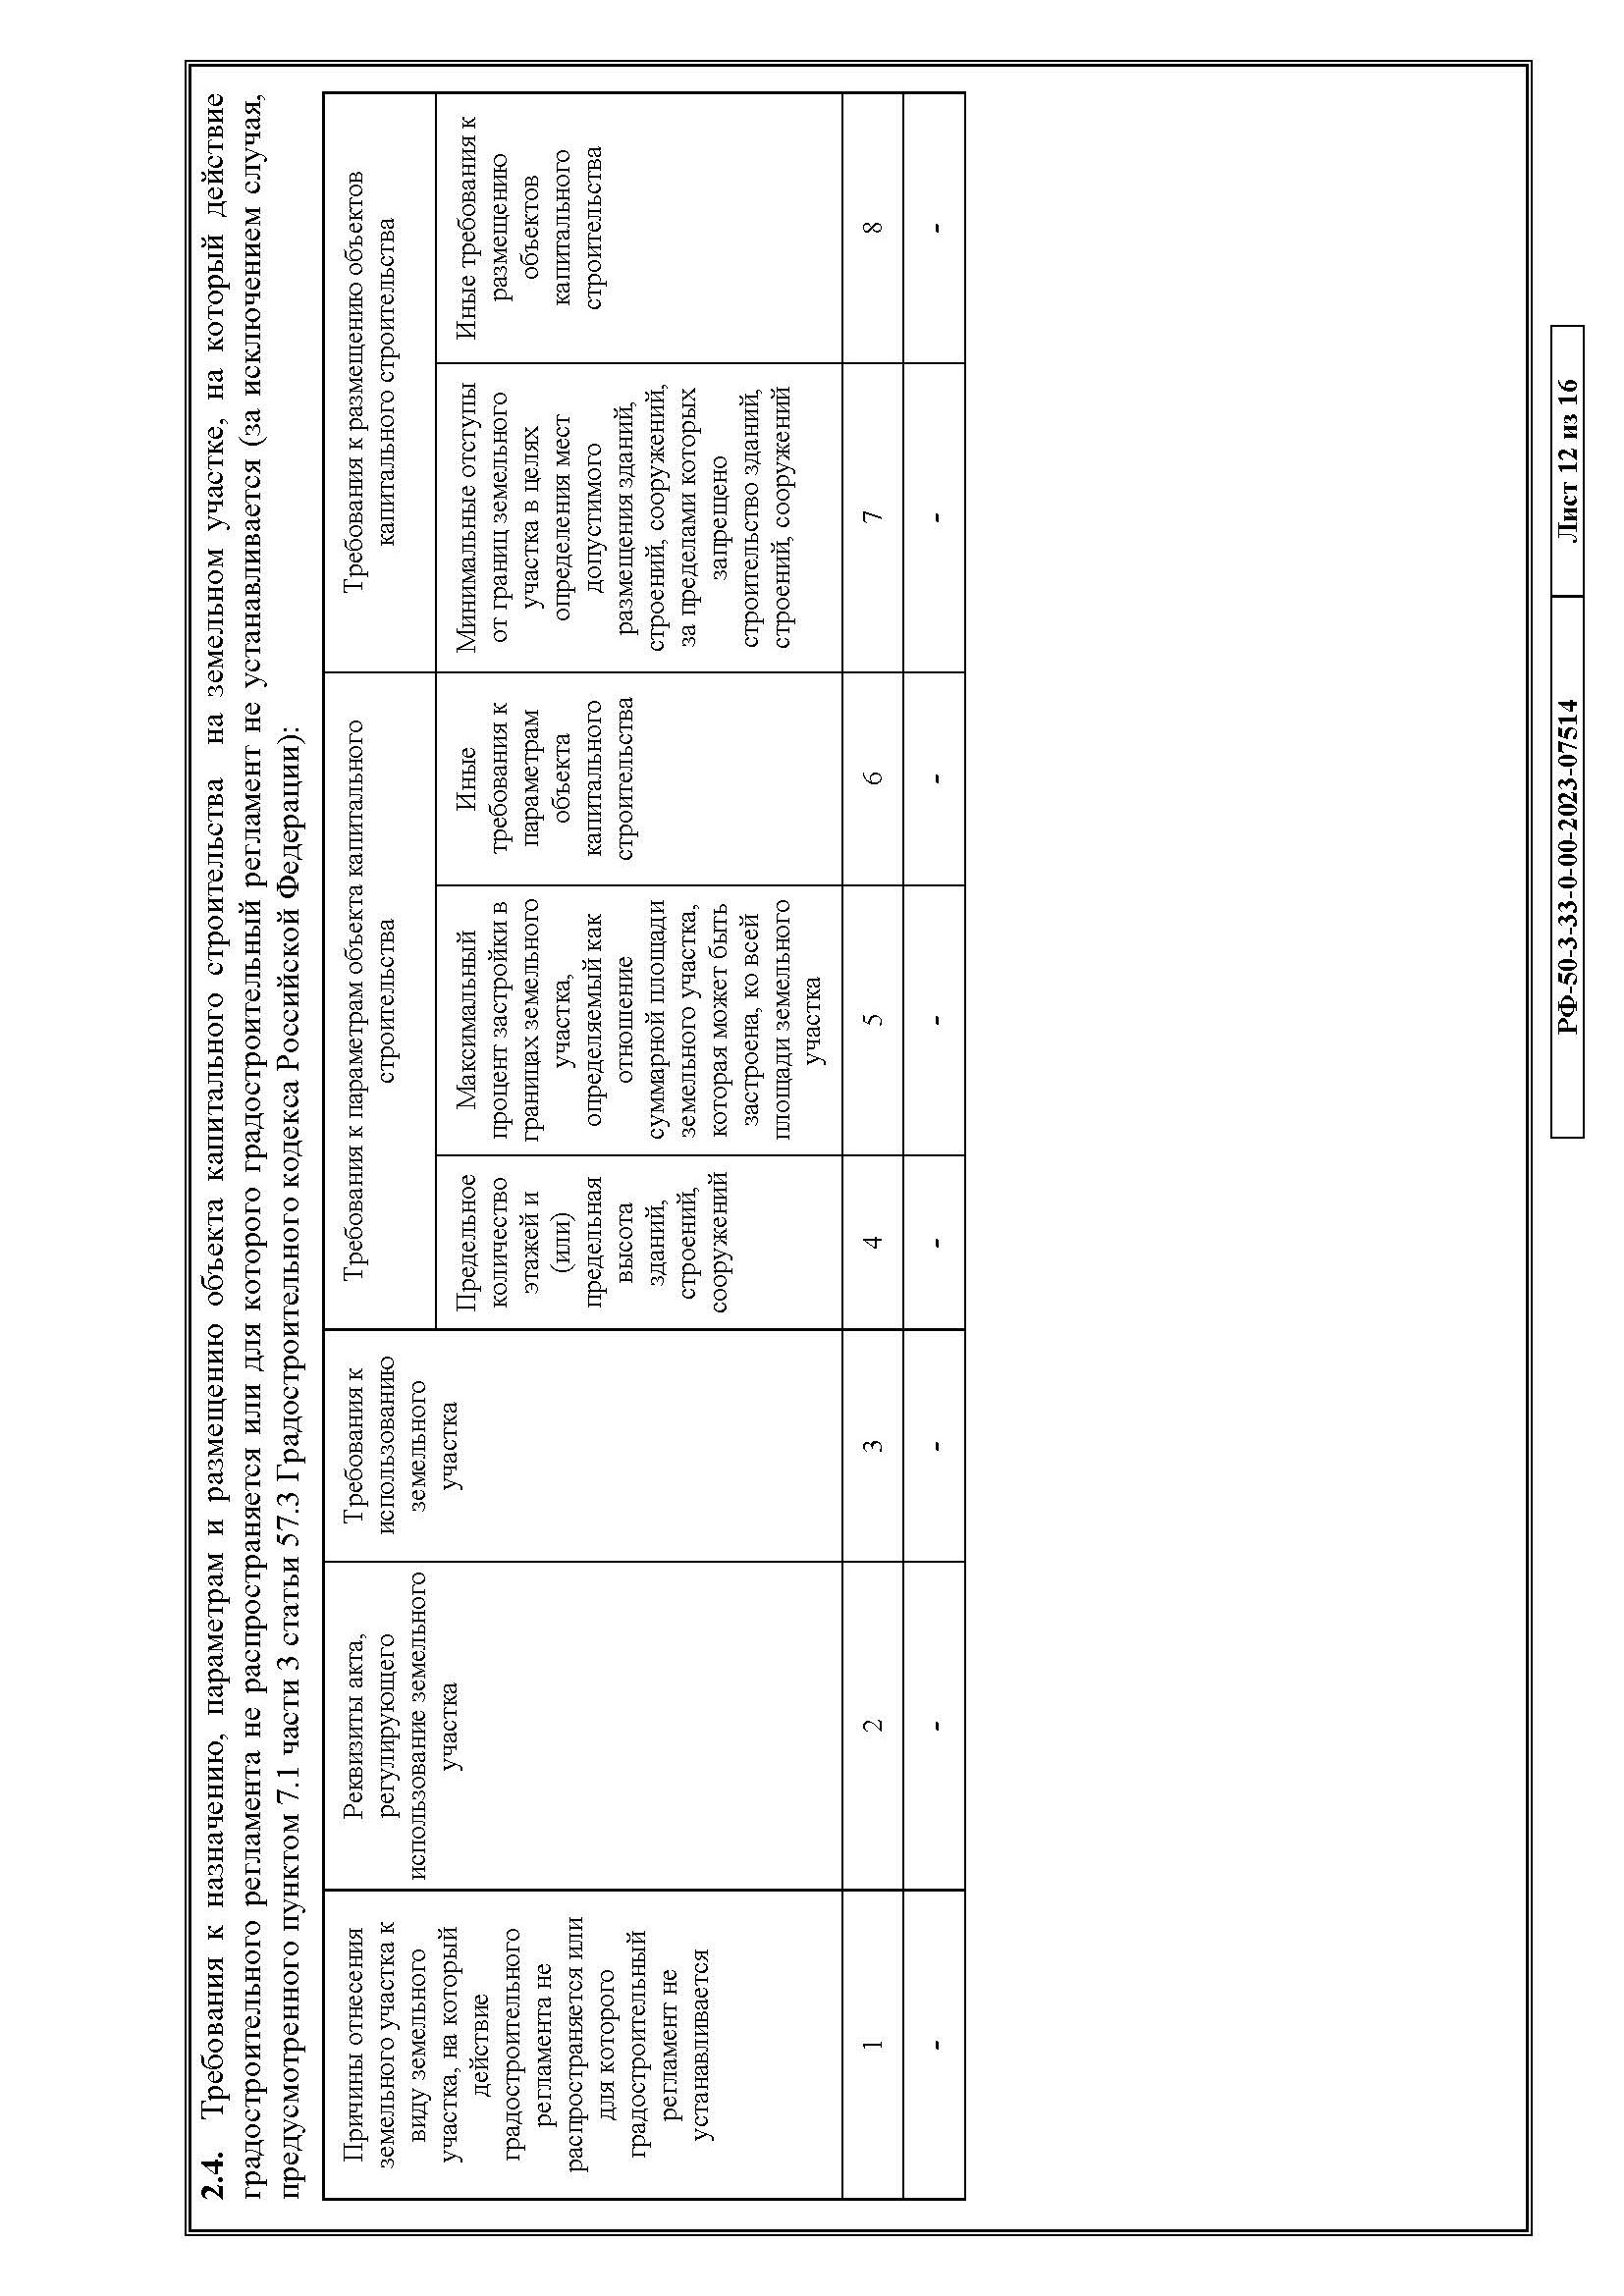 2.4. Требования к назначению, параметрам и размещению объекта капитального строительства на земельном участке, на который действие
градостроительного регламента не распространяется или для которого градостроительный регламент не устанавливается (за исключением случая,
предусмотренного пунктом 7.1 части 3 статьи 57.3 Градостроительного кодекса Российской Федерации):
Причины отнесения
земельного участка к
виду земельного
участка, на который
действие
градостроительного
регламента не
распространяется или
для которого
градостроительный
регламент не
устанавливается
Реквизиты акта,
регулирующего
использование земельного
участка
Требования к
использованию
земельного
участка
Требования к параметрам объекта капитального
строительства
Требования к размещению объектов
капитального строительства
Предельное
количество
этажей и
(или)
предельная
высота
зданий,
строений,
сооружений
Максимальный
процент застройки в
границах земельного
участка,
определяемый как
отношение
суммарной площади
земельного участка,
которая может быть
застроена, ко всей
площади земельного
участка
Иные
требования к
параметрам
объекта
капитального
строительства
Минимальные отступы
от границ земельного
участка в целях
определения мест
допустимого
размещения зданий,
строений, сооружений,
за пределами которых
запрещено
строительство зданий,
строений, сооружений
Иные требования к
размещению
объектов
капитального
строительства
1 2 3 4 5 6 7 8
- - - - - - - -
РФ-50-3-33-0-00-2023-07514 Лист 12 из 16